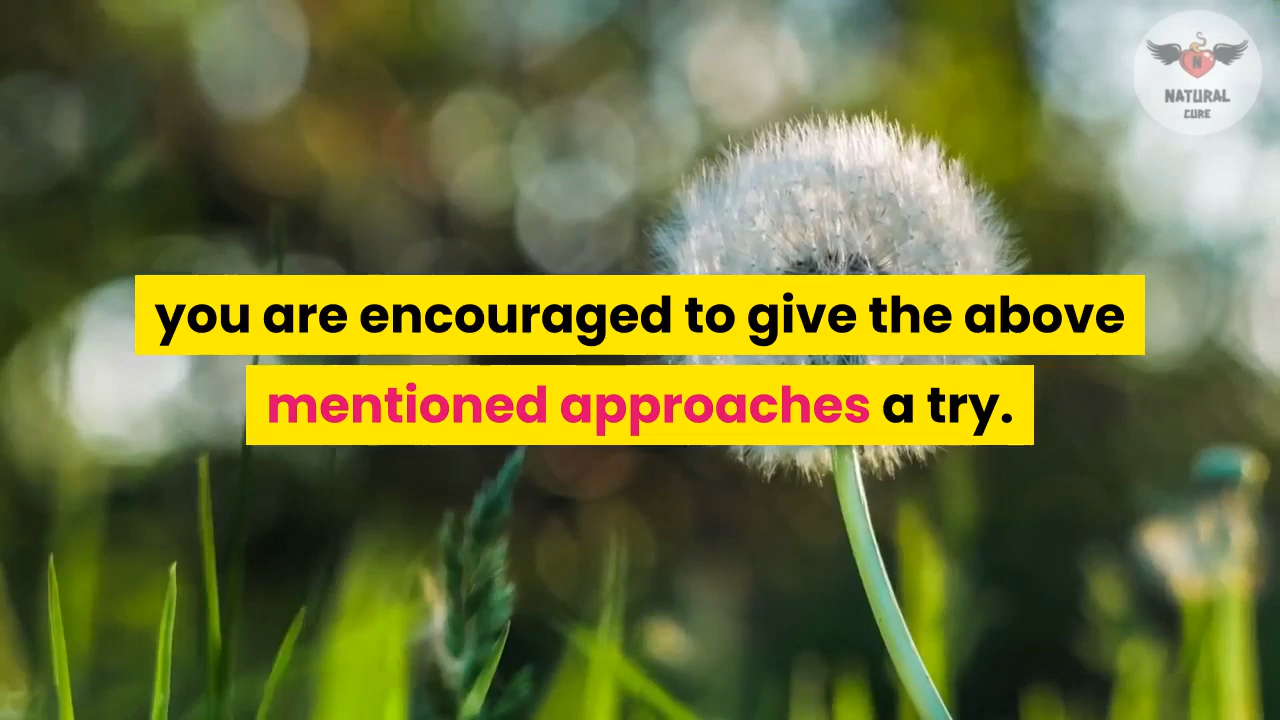 N
NATURAL
CURE
you are encouraged to give the above
mentioned approaches a try.